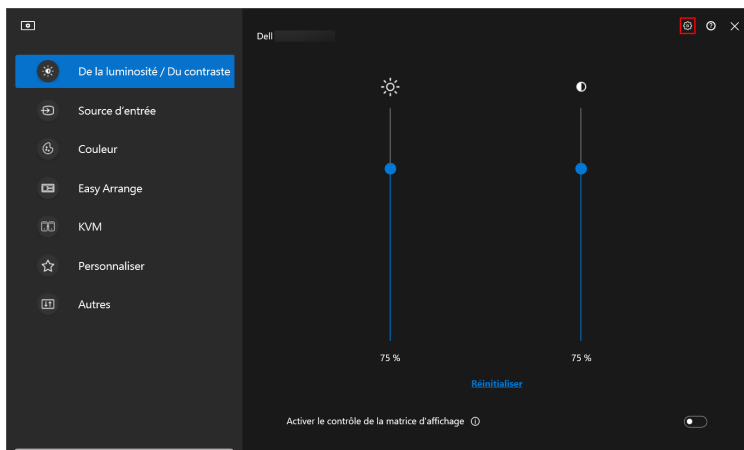 Dell
De la luminosité / Du contraste
Source d'entrée
Couleur
Easy Arrange
KVM
Personnaliser
Autres
75 %
75 %
Réinitialiser
Activer le contrôle de la matrice d'affichage